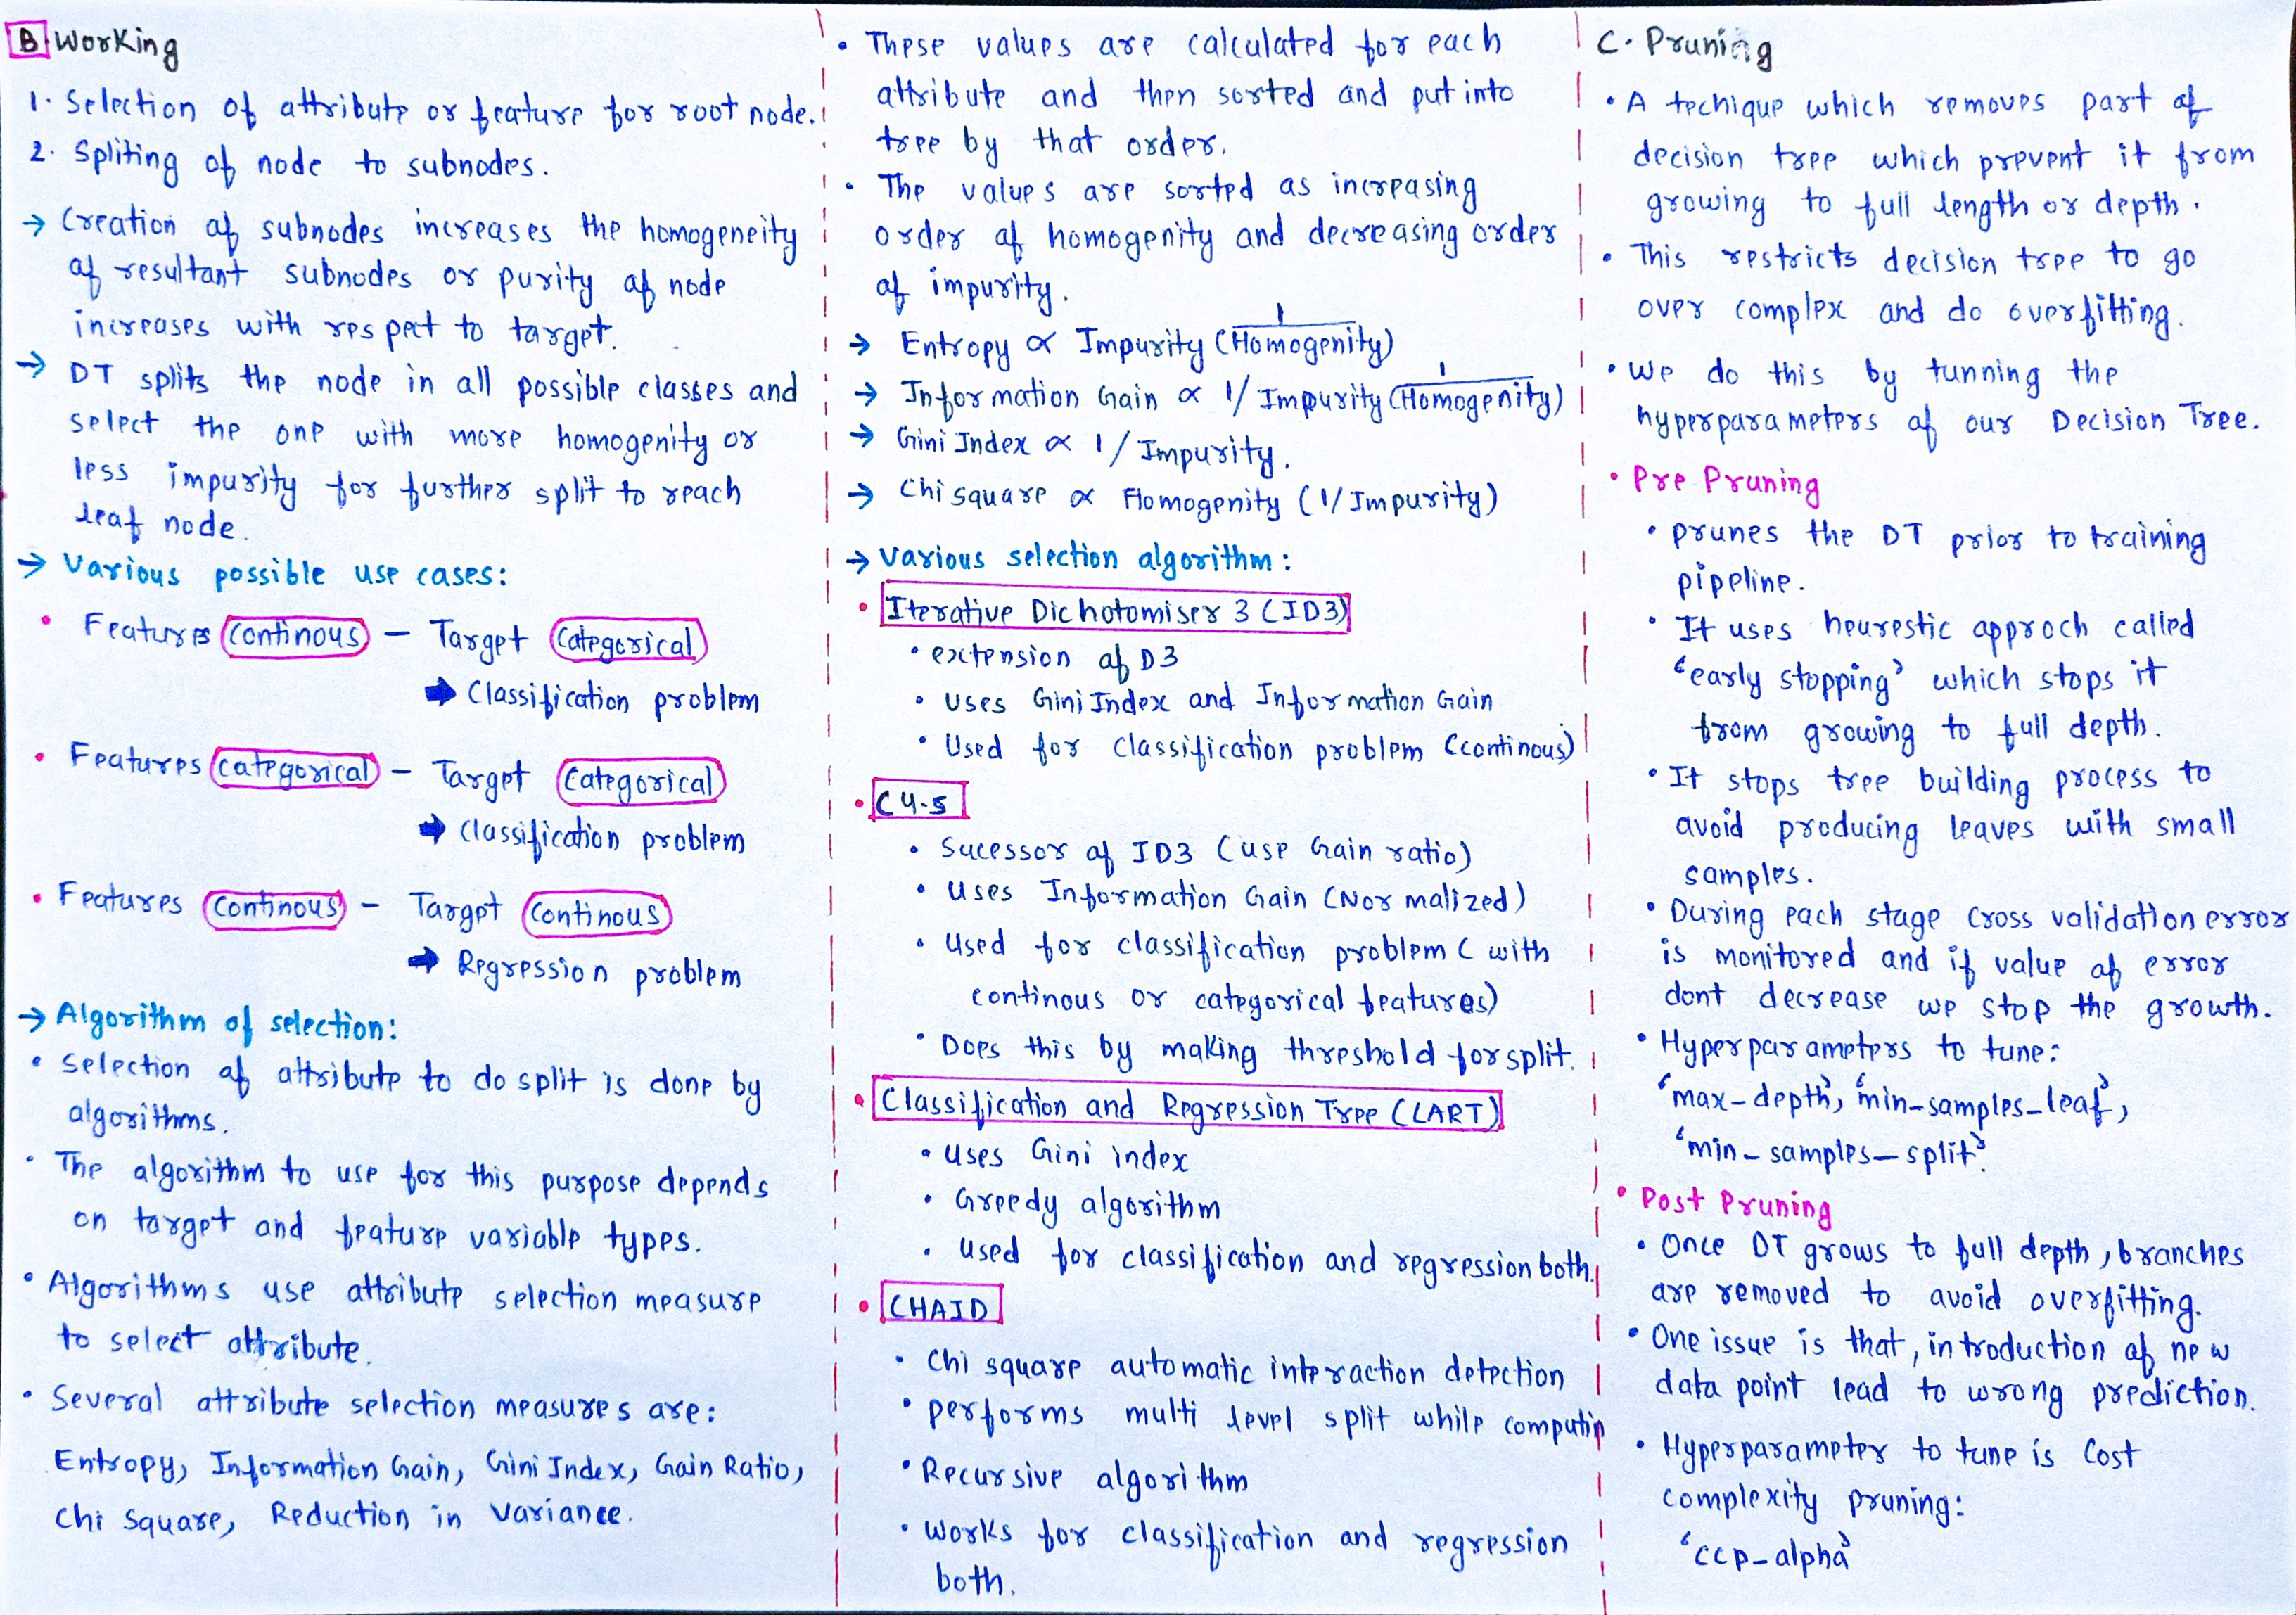 B Working
1. Selection of attribute or feature for root node.
2. Spliting of node to subnodes.
→ Creation of subnodes increases the homogeneity
of resultant subnodes or purity of node
increases with respect to target.
→ DT splits the node in all possible classes and
select the one with more homogenity or
less impurity for further split to reach
leaf node.
→ Various possible use cases:
• Features Continous – Target Categorical
➡ Classification problem
• Features Categorical – Target Categorical
➡ Classification problem
• Features Continous – Target Continous
➡ Regression problem
→ Algorithm of selection:
• Selection of attribute to do split is done by
algorithms.
• The algorithm to use for this purpose depends
on target and feature variable types.
• Algorithms use attribute selection measure
to select attribute.
• Several attribute selection measures are:
Entropy, Information Gain, Gini Index, Gain Ratio,
Chi Square, Reduction in Variance.
• These values are calculated for each
attribute and then sorted and put into
tree by that order.
• The values are sorted as increasing
order of homogenity and decreasing order
of impurity.
→ Entropy ∝ Impurity (1/Homogenity)
→ Information Gain ∝ 1/Impurity (1/Homogenity)
→ Gini Index ∝ 1/Impurity.
→ Chi square ∝ Homogenity (1/Impurity)
→ Various selection algorithm:
• Iterative Dichotomiser 3 (ID3)
• extension of D3
• uses Gini Index and Information Gain
• Used for classification problem (continous)
• C4.5
• Sucessor of ID3 (use Gain ratio)
• Uses Information Gain (Normalized)
• Used for classification problem (with
continous or categorical features)
• Does this by making threshold for split.
• Classification and Regression Tree (CART)
• Uses Gini index
• Greedy algorithm
• Used for classification and regression both.
• CHAID
• Chi square automatic interaction detection
• performs multi level split while computin
• Recursive algorithm
• Works for classification and regression
both.
C. Pruning
• A techique which removes part of
decision tree which prevent it from
growing to full length or depth.
• This restricts decision tree to go
over complex and do overfitting.
• We do this by tunning the
hyperparameters of our Decision Tree.
• Pre Pruning
• prunes the DT prior to training
pipeline.
• It uses heurestic approch called
'early stopping' which stops it
from growing to full depth.
• It stops tree building process to
avoid producing leaves with small
samples.
• During each stage cross validation error
is monitored and if value of error
dont decrease we stop the growth.
• Hyperparameters to tune:
'max-depth', 'min-samples-leaf',
'min-samples-split'.
• Post Pruning
• Once DT grows to full depth, branches
are removed to avoid overfitting.
• One issue is that, introduction of new
data point lead to wrong prediction.
• Hyperparameter to tune is Cost
complexity pruning:
'ccp-alpha'